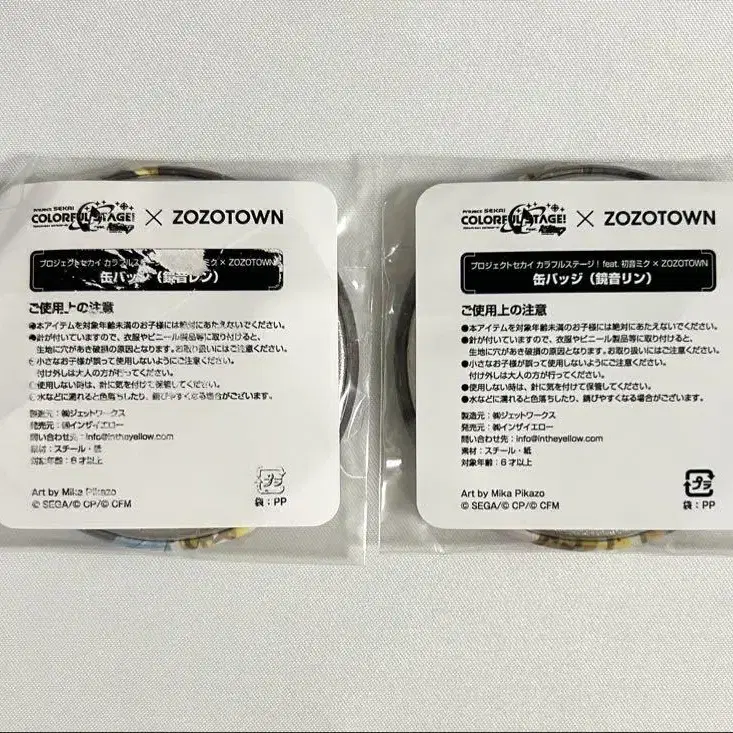 PROJECT SEKAI
COLORFUL STAGE!
× ZOZOTOWN
プロジェクトセカイ カラフルステージ ミク × ZOZOTOWN
缶バッジ（鏡音レン）
ご使用上の注意
●本アイテムを対象年齢未満のお子様には絶対にあたえないでください。
●針が付いていますので、衣服やビニール製品等に取り付けると、
生地に穴があき破損の原因となります。お取り扱いにはご注意ください。
●小さなお子様が誤って使用しないようにご注意ください。
付け外しは大人の方が行ってください。
●使用しない時は、針に気を付けて保管してください。
●水などに濡れると色落ちしたり、錆びやすくなる場合がございます。
製造元：㈱ジェットワークス
発売元：㈱インザイエロー
問い合わせ先：info@intheyellow.com
素材：スチール・紙
対象年齢：6才以上
Art by Mika Pikazo
© SEGA/© CP/© CFM
プラ
袋：PP
PROJECT SEKAI
COLORFUL STAGE!
× ZOZOTOWN
プロジェクトセカイ カラフルステージ！ feat. 初音ミク × ZOZOTOWN
缶バッジ（鏡音リン）
ご使用上の注意
●本アイテムを対象年齢未満のお子様には絶対にあたえないでください。
●針が付いていますので、衣服やビニール製品等に取り付けると、
生地に穴があき破損の原因となります。お取り扱いにはご注意ください。
●小さなお子様が誤って使用しないようにご注意ください。
付け外しは大人の方が行ってください。
●使用しない時は、針に気を付けて保管してください。
●水などに濡れると色落ちしたり、錆びやすくなる場合がございます。
製造元：㈱ジェットワークス
発売元：㈱インザイエロー
問い合わせ先：info@intheyellow.com
素材：スチール・紙
対象年齢：6才以上
Art by Mika Pikazo
© SEGA/© CP/© CFM
プラ
袋：PP